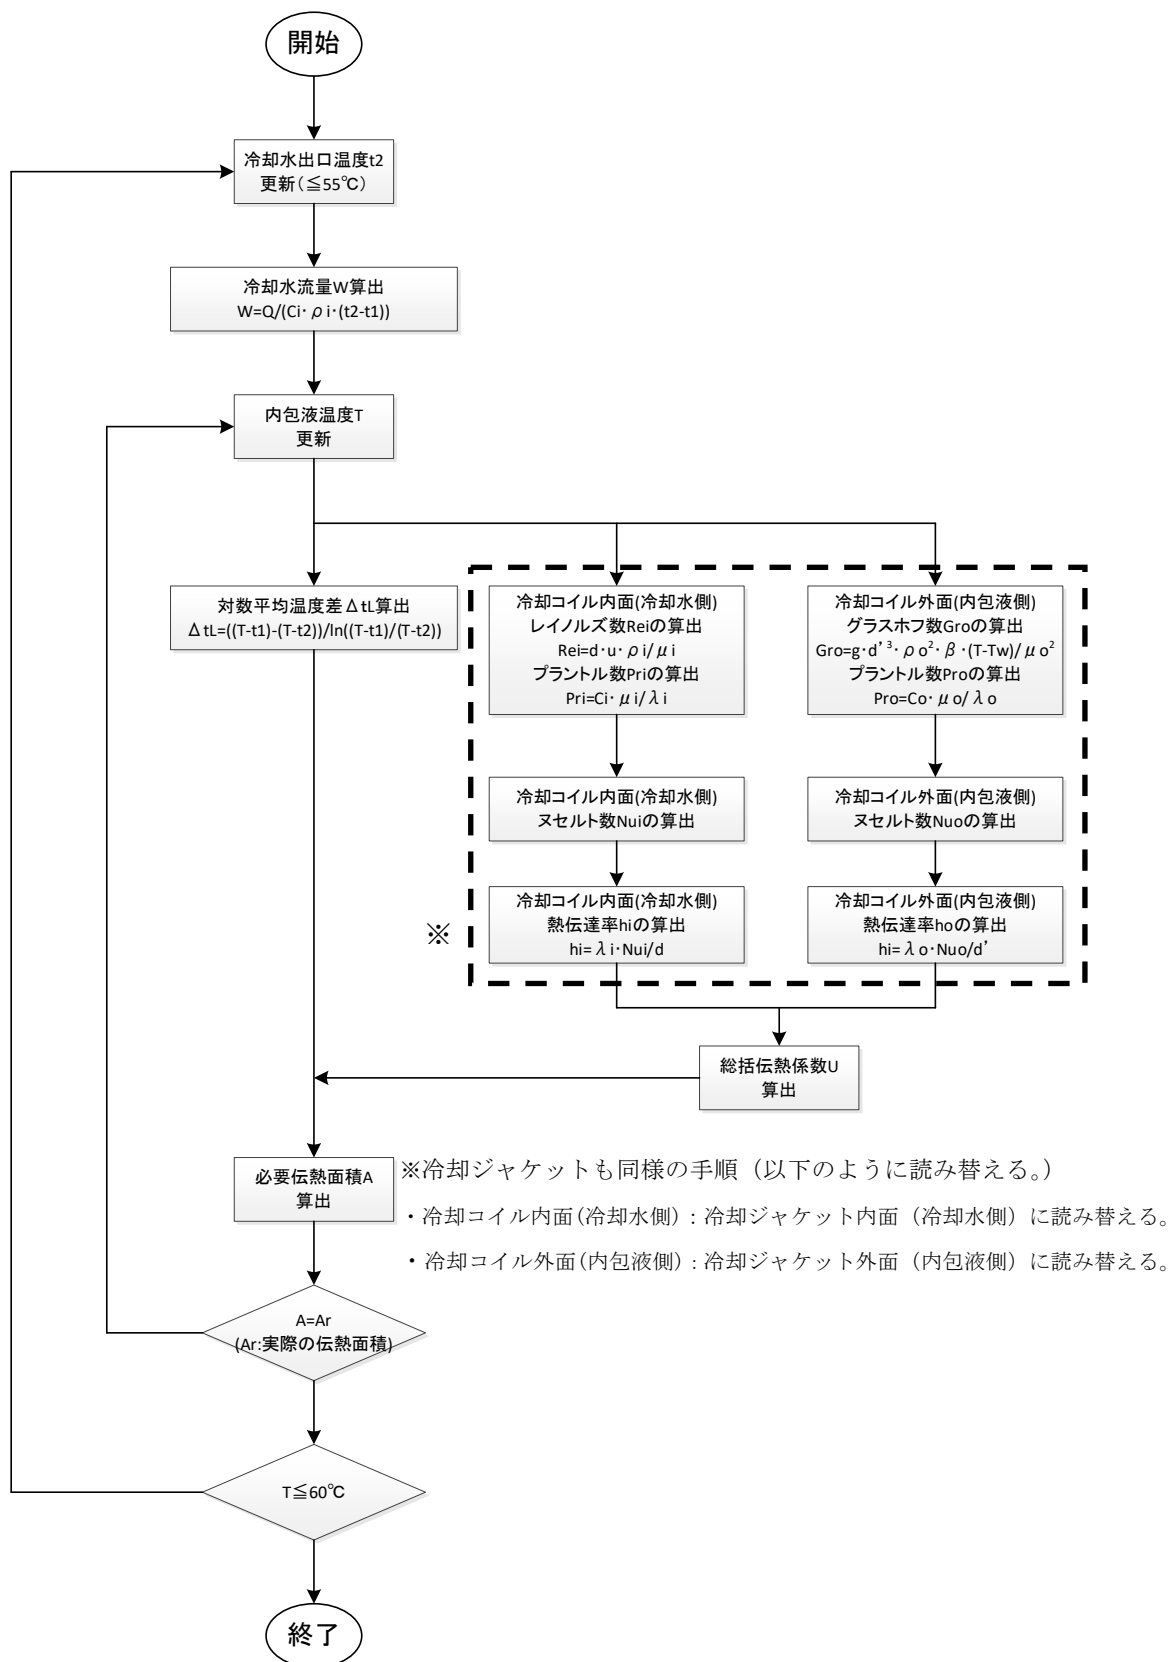 開始
冷却水出口温度t2
更新(≦55℃)
冷却水流量W算出
W=Q/(Ci・ρi・(t2-t1))
内包液温度T
更新
対数平均温度差ΔtL算出
ΔtL=((T-t1)-(T-t2))/ln((T-t1)/(T-t2))
冷却コイル内面(冷却水側)
レイノルズ数Reiの算出
Rei=d・u・ρi/μi
プラントル数Priの算出
Pri=Ci・μi/λi
冷却コイル外面(内包液側)
グラスホフ数Groの算出
Gro=g・d'³・ρo²・β・(T-Tw)/μo²
プラントル数Proの算出
Pro=Co・μo/λo
冷却コイル内面(冷却水側)
ヌセルト数Nuiの算出
冷却コイル外面(内包液側)
ヌセルト数Nuoの算出
※
冷却コイル内面(冷却水側)
熱伝達率hiの算出
hi=λi・Nui/d
冷却コイル外面(内包液側)
熱伝達率hoの算出
hi=λo・Nuo/d'
総括伝熱係数U
算出
必要伝熱面積A
算出
※冷却ジャケットも同様の手順（以下のように読み替える。）
・冷却コイル内面(冷却水側)：冷却ジャケット内面（冷却水側）に読み替える。
・冷却コイル外面(内包液側)：冷却ジャケット外面（内包液側）に読み替える。
A=Ar
(Ar:実際の伝熱面積)
T≦60℃
終了